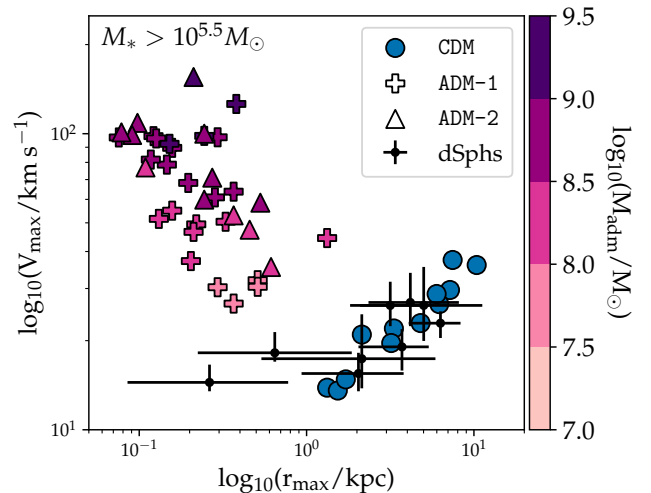 M* > 10^5.5 M⊙
CDM
ADM-1
ADM-2
dSphs
log10(Vmax/km s^-1)
10^2
10^1
10^-1
10^0
10^1
log10(rmax/kpc)
9.5
9.0
8.5
8.0
7.5
7.0
log10(Madm/M⊙)